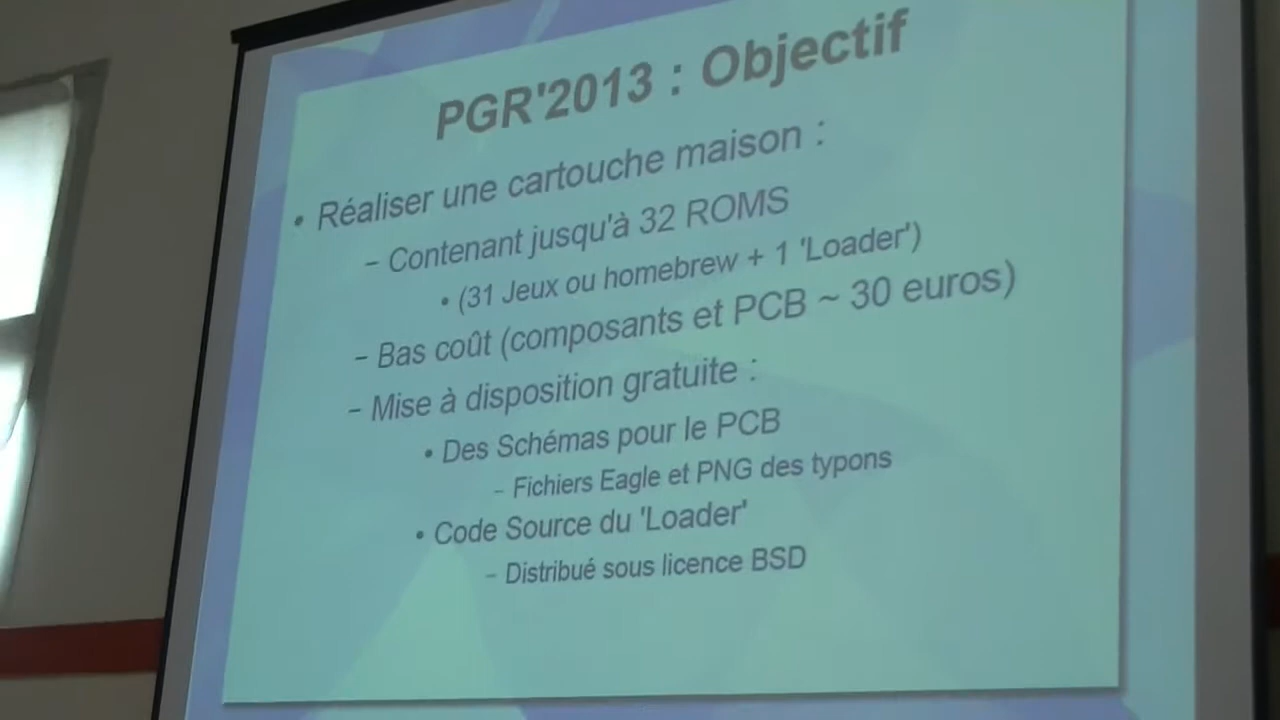 PGR'2013 : Objectif
• Réaliser une cartouche maison :
– Contenant jusqu'à 32 ROMS
• (31 Jeux ou homebrew + 1 'Loader')
– Bas coût (composants et PCB ~ 30 euros)
– Mise à disposition gratuite :
• Des Schémas pour le PCB
– Fichiers Eagle et PNG des typons
• Code Source du 'Loader'
– Distribué sous licence BSD